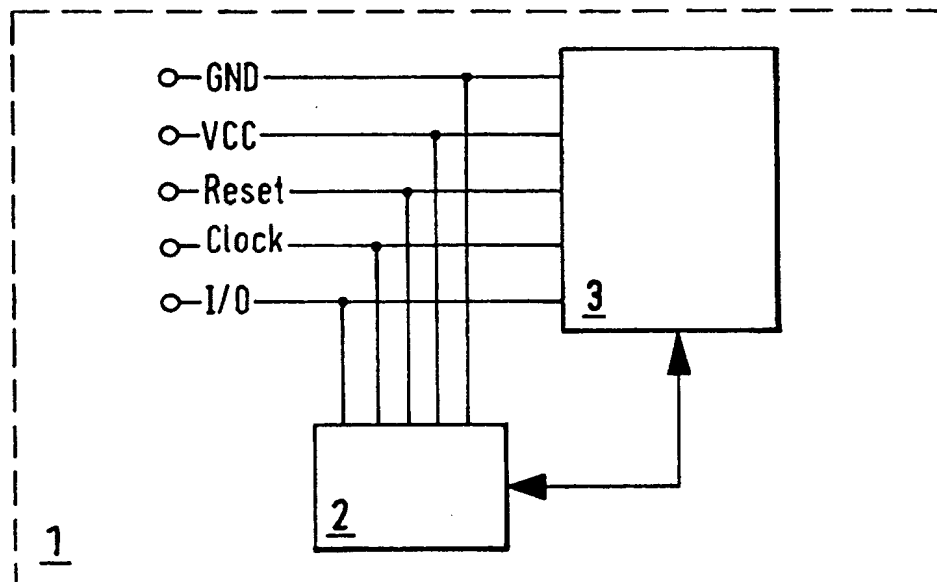 GND
VCC
Reset
Clock
I/O
3
2
1